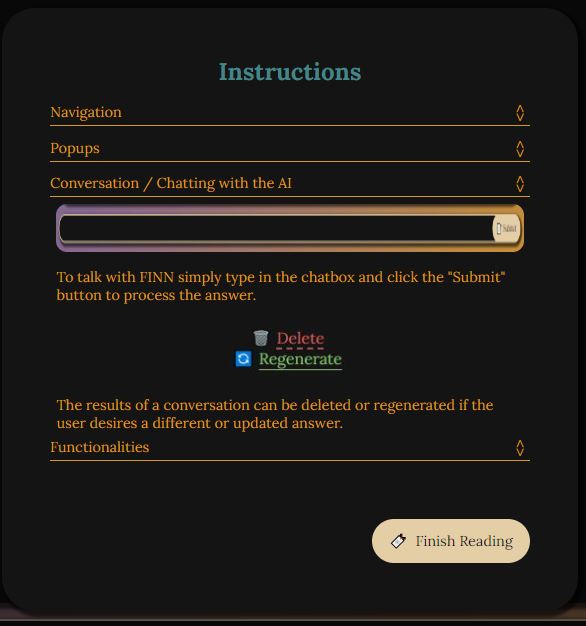 Instructions
Navigation
Popups
Conversation / Chatting with the AI
Submit
To talk with FINN simply type in the chatbox and click the "Submit"
button to process the answer.
Delete
Regenerate
The results of a conversation can be deleted or regenerated if the
user desires a different or updated answer.
Functionalities
Finish Reading